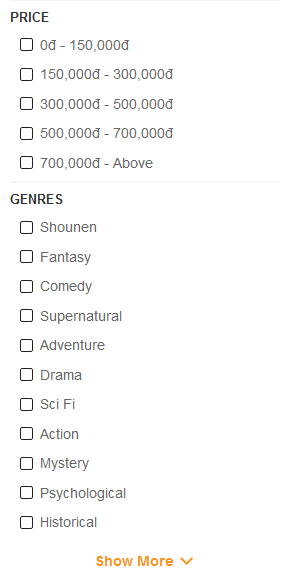 PRICE
0đ - 150,000đ
150,000đ - 300,000đ
300,000đ - 500,000đ
500,000đ - 700,000đ
700,000đ - Above
GENRES
Shounen
Fantasy
Comedy
Supernatural
Adventure
Drama
Sci Fi
Action
Mystery
Psychological
Historical
Show More